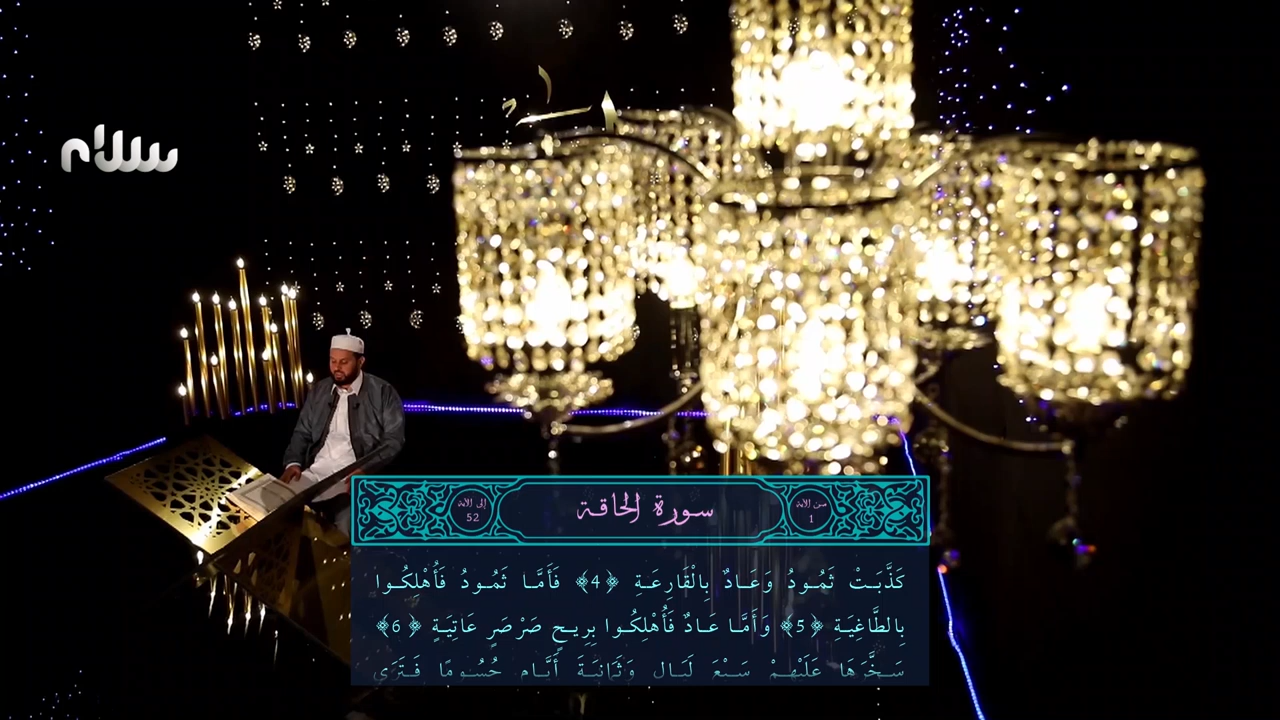 سلام
سورة الحاقة
من الآية
1
إلى الآية
52
كَذَّبَتْ ثَمُودُ وَعَادٌ بِالْقَارِعَةِ ﴿4﴾ فَأَمَّا ثَمُودُ فَأُهْلِكُوا
بِالطَّاغِيَةِ ﴿5﴾ وَأَمَّا عَادٌ فَأُهْلِكُوا بِرِيحٍ صَرْصَرٍ عَاتِيَةٍ ﴿6﴾
سَخَّرَهَا عَلَيْهِمْ سَبْعَ لَيَالٍ وَثَمَانِيَةَ أَيَّامٍ حُسُومًا فَتَرَى